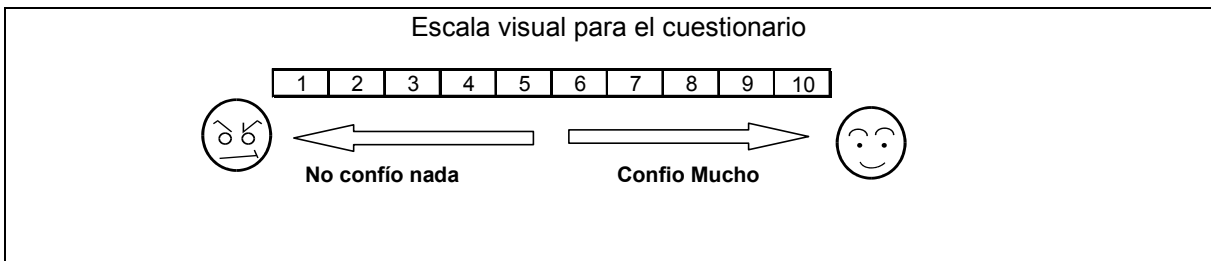 Escala visual para el cuestionario
1 2 3 4 5 6 7 8 9 10
No confío nada Confio Mucho